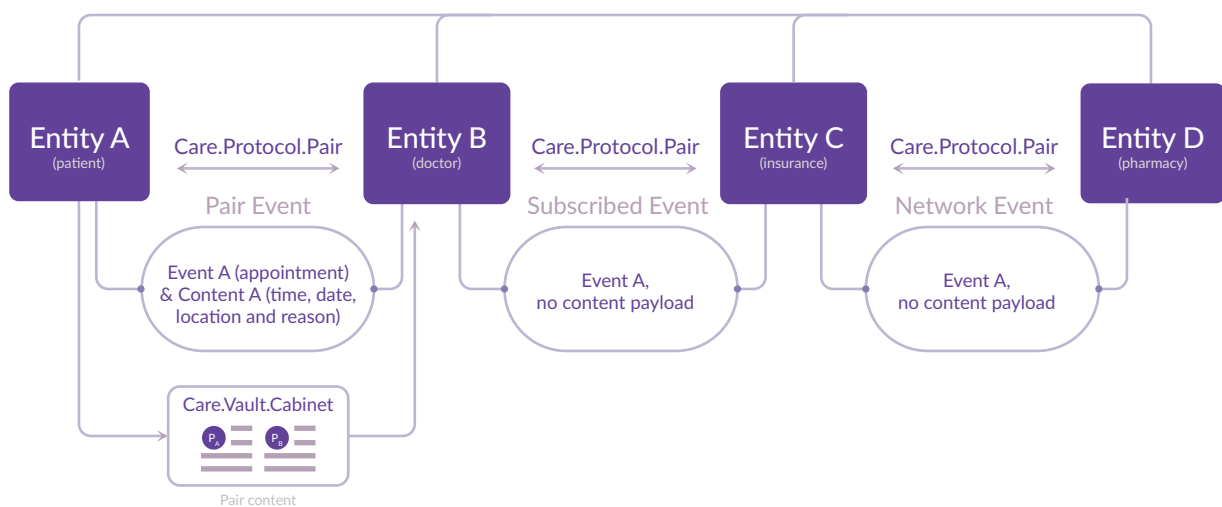 Entity A
(patient)
Care.Protocol.Pair
Entity B
(doctor)
Care.Protocol.Pair
Entity C
(insurance)
Care.Protocol.Pair
Entity D
(pharmacy)
Pair Event
Subscribed Event
Network Event
Event A (appointment)
& Content A (time, date,
location and reason)
Event A,
no content payload
Event A,
no content payload
Care.Vault.Cabinet
PA
PB
Pair content